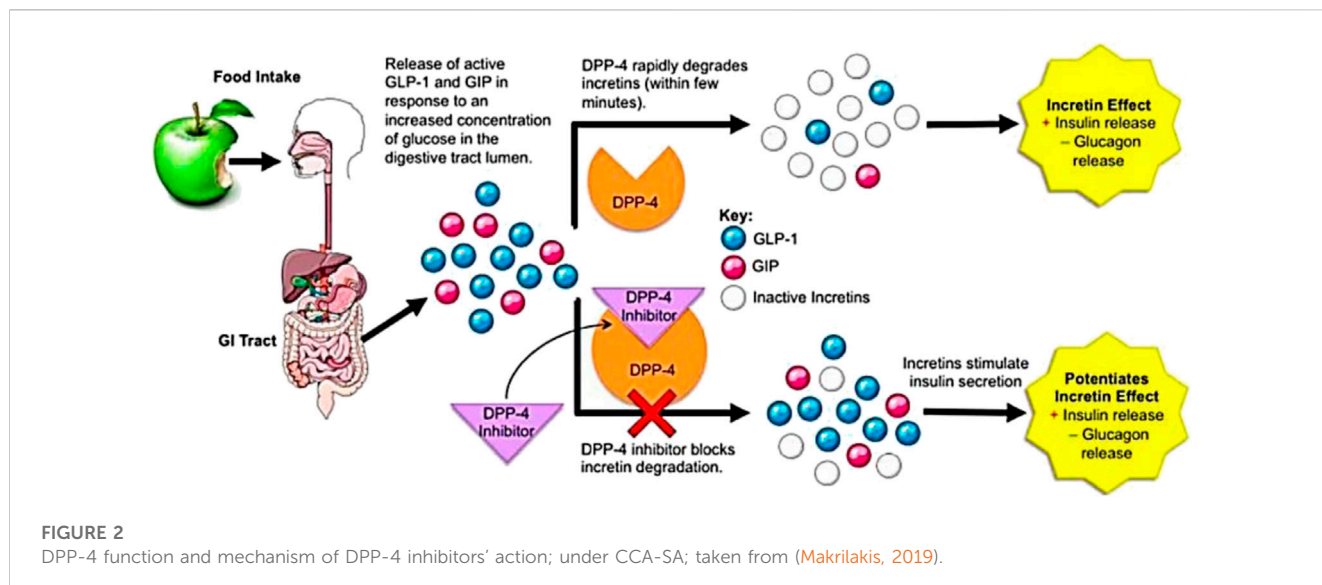 Food Intake
GI Tract
Release of active
GLP-1 and GIP in
response to an
increased concentration
of glucose in the
digestive tract lumen.
DPP-4 rapidly degrades
incretins (within few
minutes).
DPP-4
Incretin Effect
+ Insulin release
– Glucagon
release
Key:
GLP-1
GIP
Inactive Incretins
DPP-4
Inhibitor
DPP-4
DPP-4
Inhibitor
DPP-4 inhibitor blocks
incretin degradation.
Incretins stimulate
insulin secretion
Potentiates
Incretin Effect
+ Insulin release
– Glucagon
release
FIGURE 2
DPP-4 function and mechanism of DPP-4 inhibitors’ action; under CCA-SA; taken from (Makrilakis, 2019).